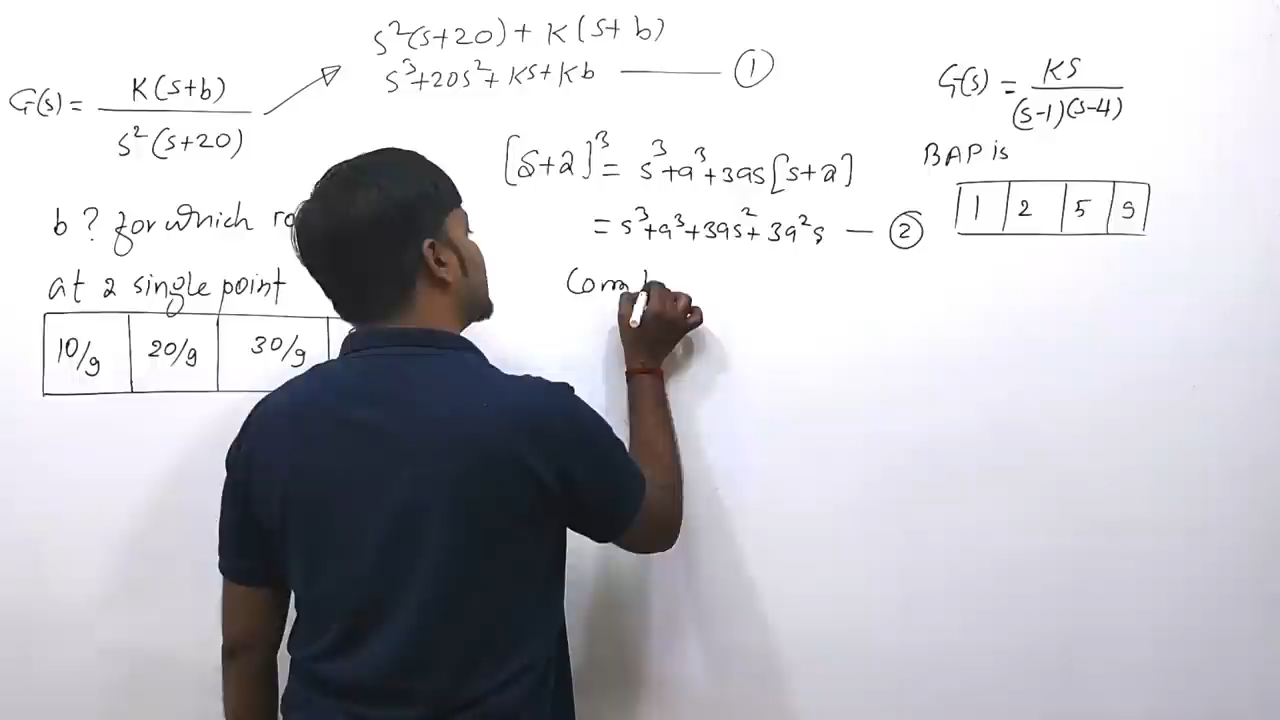 s²(s+20) + K(s+b)
s³+20s²+Ks+Kb —— ①
G(s) = K(s+b) / s²(s+20)
[s+a]³ = s³+a³+3as[s+a]
= s³+a³+3as²+3a²s — ②
b ? for which
at a single point
10/9 20/9 30/9
Com
G(s) = KS / (s-1)(s-4)
BAP is
1 2 5 9